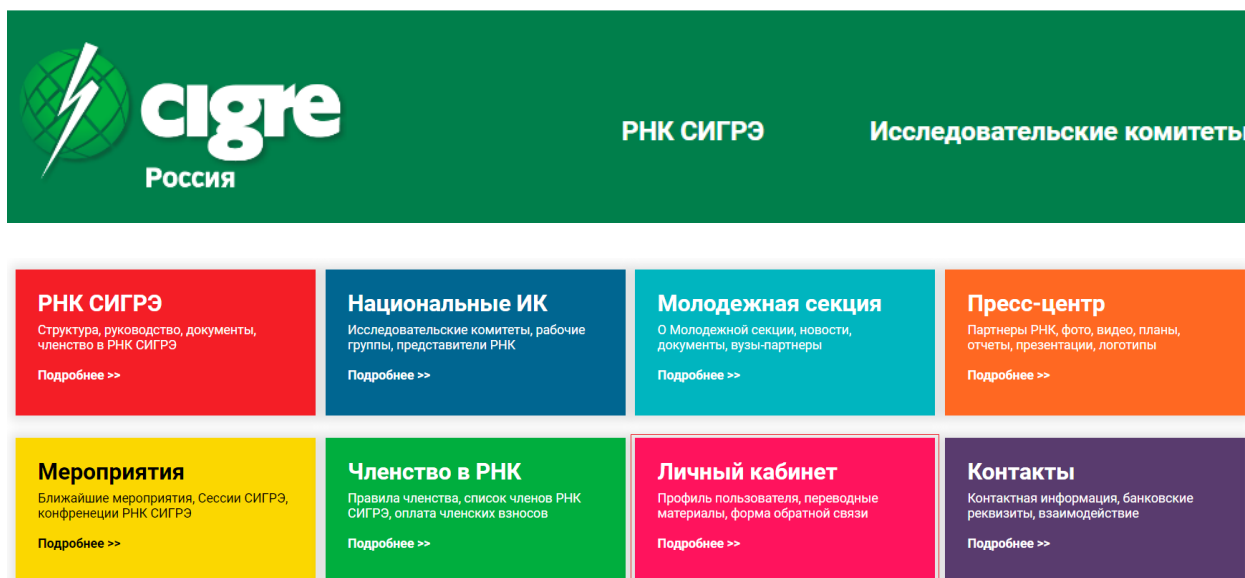 cigre
Россия
РНК СИГРЭ
Исследовательские комитеты
РНК СИГРЭ
Структура, руководство, документы,
членство в РНК СИГРЭ
Подробнее >>
Национальные ИК
Исследовательские комитеты, рабочие
группы, представители РНК
Подробнее >>
Молодежная секция
О Молодежной секции, новости,
документы, вузы-партнеры
Подробнее >>
Пресс-центр
Партнеры РНК, фото, видео, планы,
отчеты, презентации, логотипы
Подробнее >>
Мероприятия
Ближайшие мероприятия, Сессии СИГРЭ,
конфренеции РНК СИГРЭ
Подробнее >>
Членство в РНК
Правила членства, список членов РНК
СИГРЭ, оплата членских взносов
Подробнее >>
Личный кабинет
Профиль пользователя, переводные
материалы, форма обратной связи
Подробнее >>
Контакты
Контактная информация, банковские
реквизиты, взаимодействие
Подробнее >>